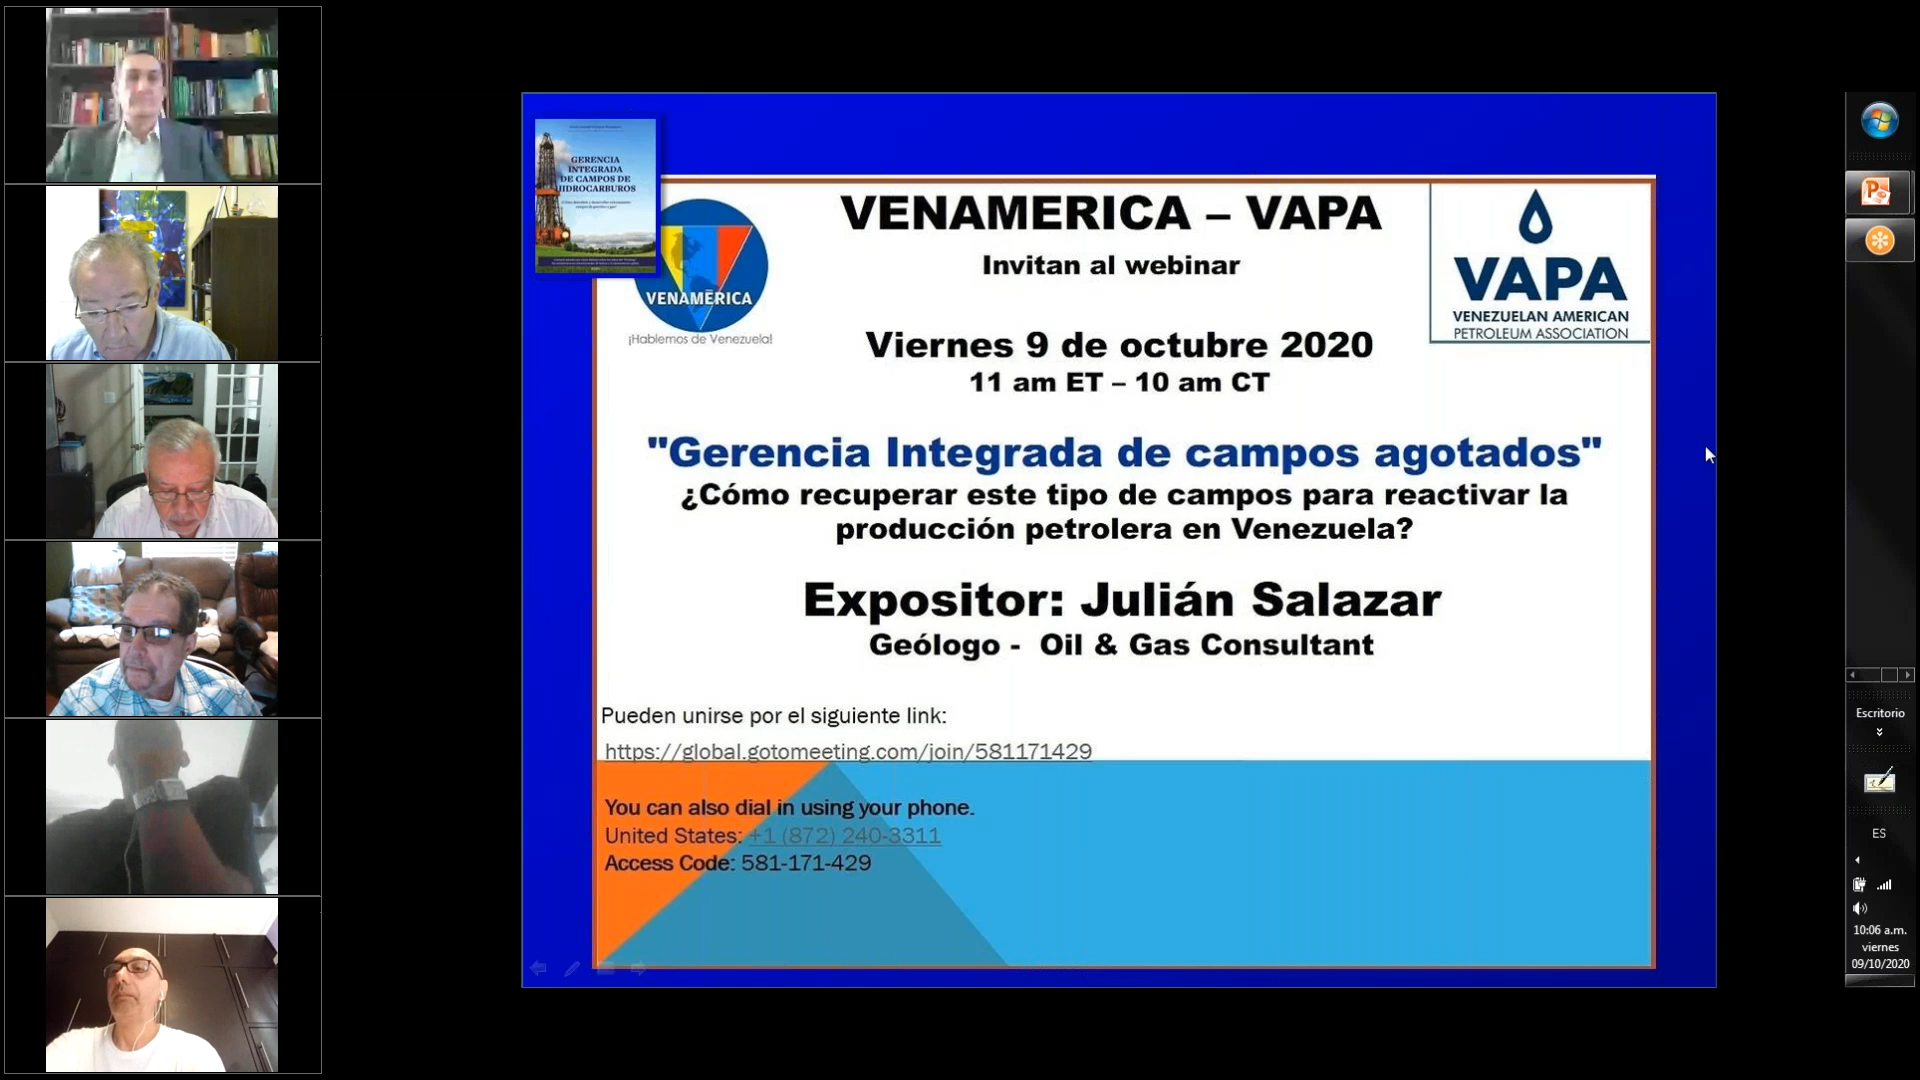 GERENCIA
INTEGRADA
DE CAMPOS DE
HIDROCARBUROS
VENAMERICA – VAPA
Invitan al webinar
VENAMÉRICA
¡Hablemos de Venezuela!
VAPA
VENEZUELAN AMERICAN
PETROLEUM ASSOCIATION
Viernes 9 de octubre 2020
11 am ET – 10 am CT
"Gerencia Integrada de campos agotados"
¿Cómo recuperar este tipo de campos para reactivar la
producción petrolera en Venezuela?
Expositor: Julián Salazar
Geólogo - Oil & Gas Consultant
Pueden unirse por el siguiente link:
https://global.gotomeeting.com/join/581171429
You can also dial in using your phone.
United States: +1 (872) 240-3311
Access Code: 581-171-429
Escritorio
ES
10:06 a.m.
viernes
09/10/2020